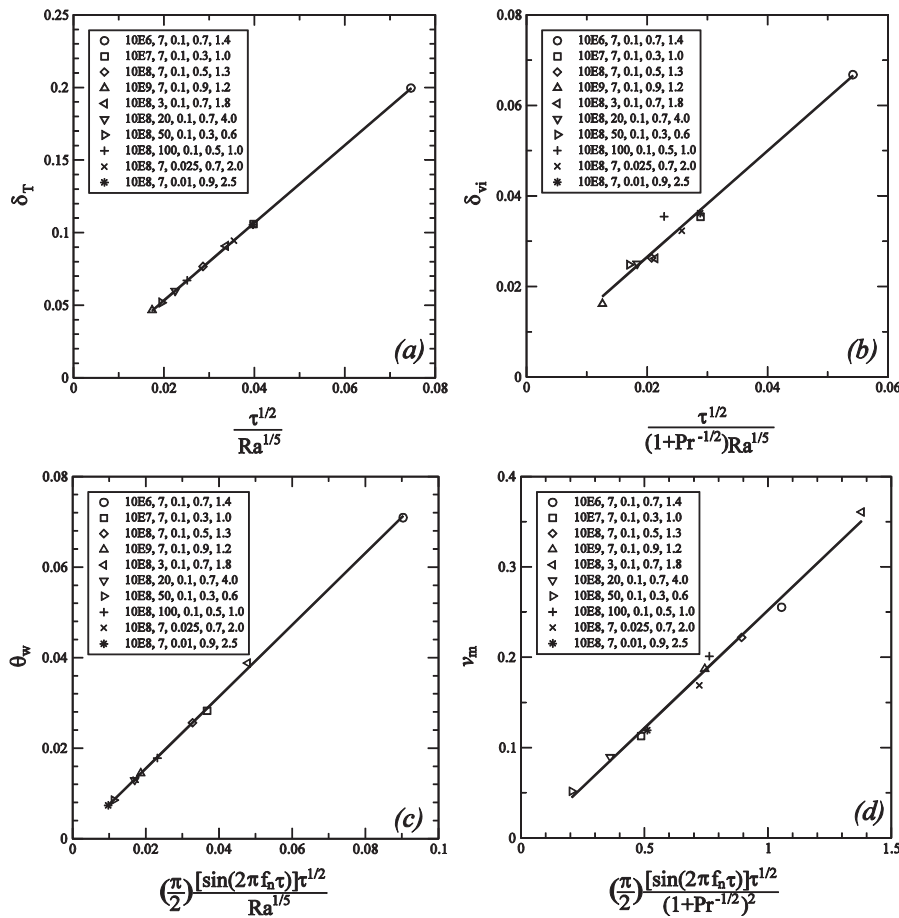 0.2
0.15
0.1
0.05
0
0
0.02
0.04
0.06
0.08
δT
10E6, 7, 0.1, 0.7, 1.4
10E7, 7, 0.1, 0.3, 1.0
10E8, 7, 0.1, 0.5, 1.3
10E9, 7, 0.1, 0.9, 1.2
10E8, 3, 0.1, 0.7, 1.8
10E8, 20, 0.1, 0.7, 4.0
10E8, 50, 0.1, 0.3, 0.6
10E8, 100, 0.1, 0.5, 1.0
10E8, 7, 0.025, 0.7, 2.0
10E8, 7, 0.01, 0.9, 2.5
(a)
τ^1/2
Ra^1/5
0.08
0.06
0.04
0.02
0
0
0.02
0.04
0.06
δvi
10E6, 7, 0.1, 0.7, 1.4
10E7, 7, 0.1, 0.3, 1.0
10E8, 7, 0.1, 0.5, 1.3
10E9, 7, 0.1, 0.9, 1.2
10E8, 3, 0.1, 0.7, 1.8
10E8, 20, 0.1, 0.7, 4.0
10E8, 50, 0.1, 0.3, 0.6
10E8, 100, 0.1, 0.5, 1.0
10E8, 7, 0.025, 0.7, 2.0
10E8, 7, 0.01, 0.9, 2.5
(b)
τ^1/2
(1+Pr^-1/2)Ra^1/5
0.08
0.06
0.04
0.02
0
0
0.02
0.04
0.06
0.08
0.1
θw
10E6, 7, 0.1, 0.7, 1.4
10E7, 7, 0.1, 0.3, 1.0
10E8, 7, 0.1, 0.5, 1.3
10E9, 7, 0.1, 0.9, 1.2
10E8, 3, 0.1, 0.7, 1.8
10E8, 20, 0.1, 0.7, 4.0
10E8, 50, 0.1, 0.3, 0.6
10E8, 100, 0.1, 0.5, 1.0
10E8, 7, 0.025, 0.7, 2.0
10E8, 7, 0.01, 0.9, 2.5
(c)
(π/2) [sin(2πfnτ)]τ^1/2
Ra^1/5
0.4
0.3
0.2
0.1
0
0
0.5
1
1.5
vm
10E6, 7, 0.1, 0.7, 1.4
10E7, 7, 0.1, 0.3, 1.0
10E8, 7, 0.1, 0.5, 1.3
10E9, 7, 0.1, 0.9, 1.2
10E8, 3, 0.1, 0.7, 1.8
10E8, 20, 0.1, 0.7, 4.0
10E8, 50, 0.1, 0.3, 0.6
10E8, 100, 0.1, 0.5, 1.0
10E8, 7, 0.025, 0.7, 2.0
10E8, 7, 0.01, 0.9, 2.5
(d)
(π/2) [sin(2πfnτ)]τ^1/2
(1+Pr^-1/2)^2